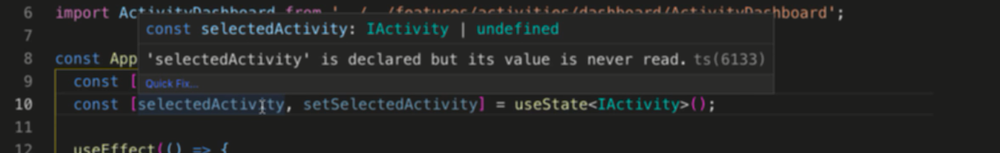 6 import ActivityDashboard from '../../features/activities/dashboard/ActivityDashboard';
7 const selectedActivity: IActivity | undefined
8 const App 'selectedActivity' is declared but its value is never read. ts(6133)
9 const [ Quick Fix...
10 const [selectedActivity, setSelectedActivity] = useState<IActivity>();
11
12 useEffect(() => {